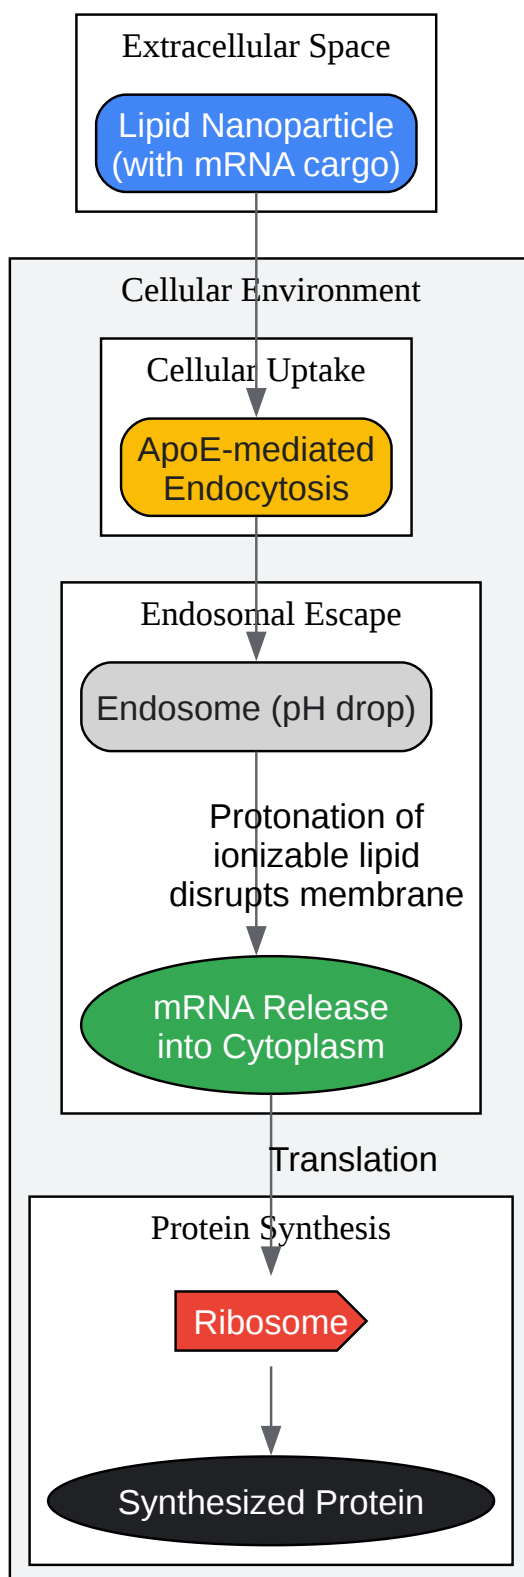 Extracellular Space
Lipid Nanoparticle
(with mRNA cargo)
Cellular Environment
Cellular Uptake
ApoE-mediated
Endocytosis
Endosomal Escape
Endosome (pH drop)
Protonation of
ionizable lipid
disrupts membrane
mRNA Release
into Cytoplasm
Translation
Protein Synthesis
Ribosome
Synthesized Protein